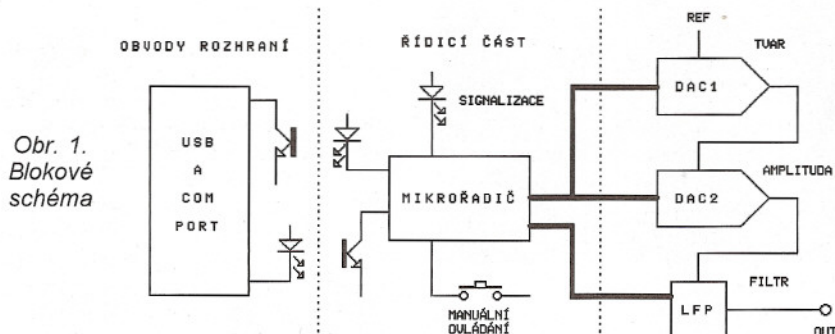 Obr. 1.
Blokové
schéma
OBVODY ROZHRANÍ
USB
A
COM
PORT
ŘÍDICÍ ČÁST
SIGNALIZACE
MIKROŘADIČ
MANUÁLNÍ
OVLÁDÁNÍ
REF
TVAR
DAC1
AMPLITUDA
DAC2
FILTR
LFP
OUT